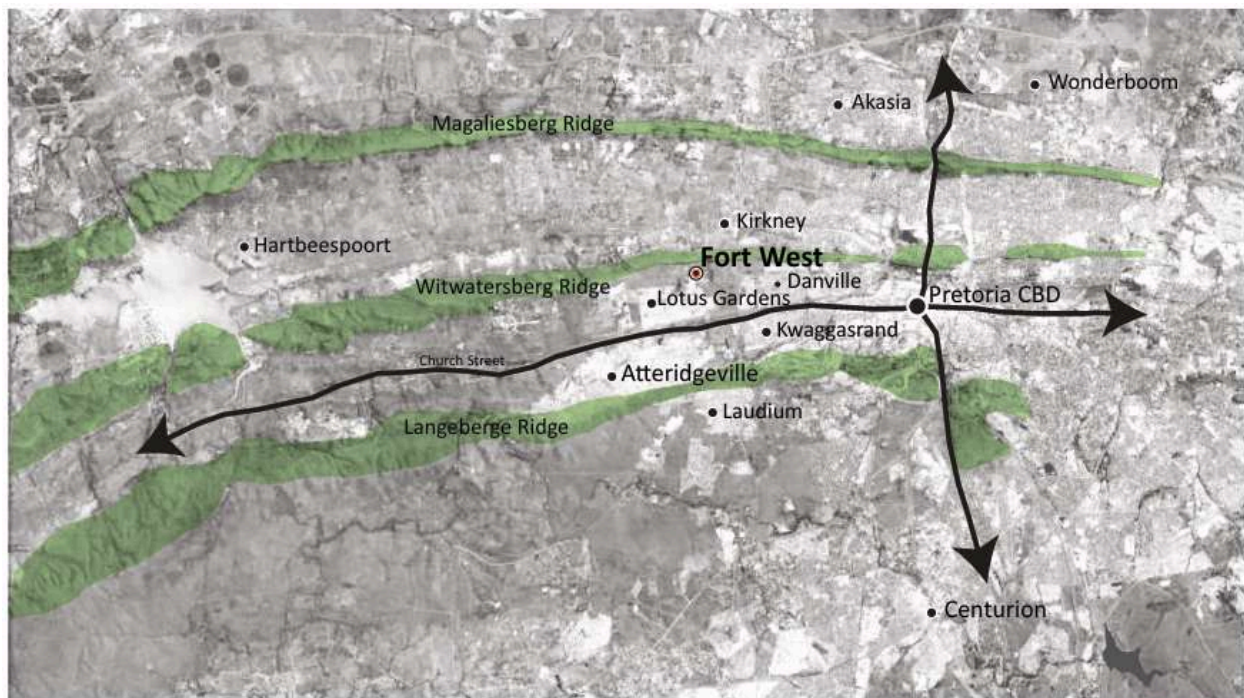 Wonderboom
Akasia
Magaliesberg Ridge
Kirkney
Hartbeespoort
Fort West
Witwatersberg Ridge
Danville
Lotus Gardens
Pretoria CBD
Kwaggasrand
Church Street
Atteridgeville
Laudium
Langeberge Ridge
Centurion